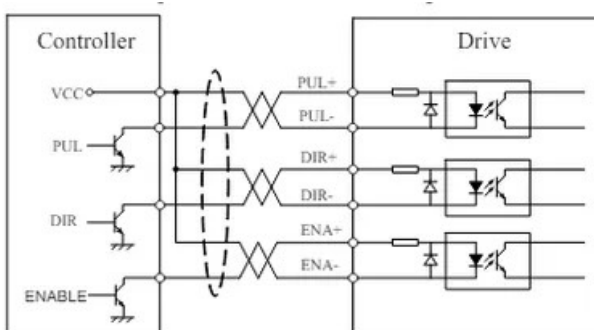 Controller
Drive
VCC
PUL+
PUL-
PUL
DIR+
DIR-
DIR
ENA+
ENA-
ENABLE